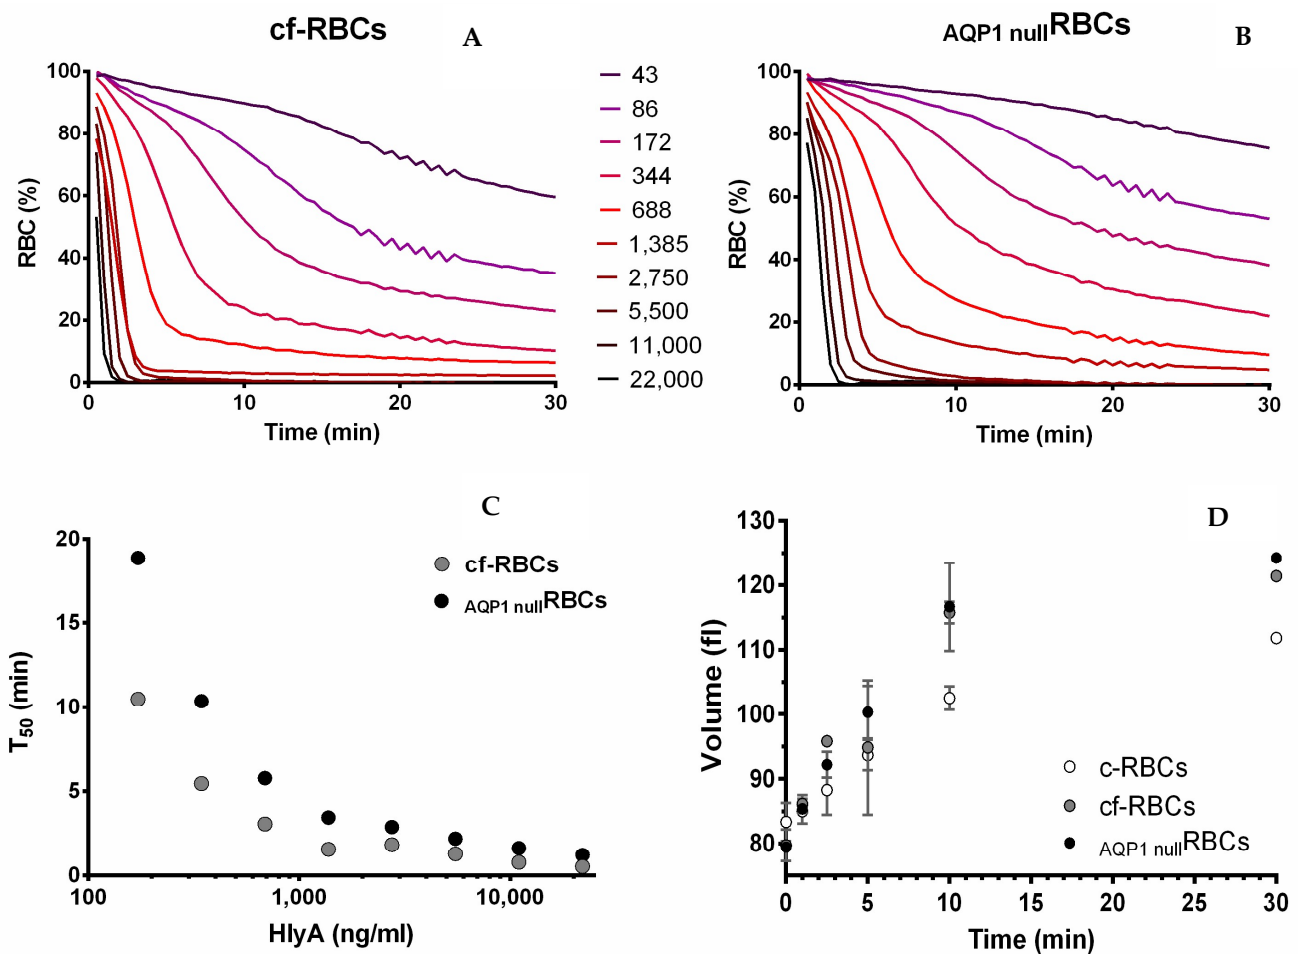 cf-RBCs
A
100
80
60
40
20
0
RBC (%)
0
10
20
30
Time (min)
43
86
172
344
688
1,385
2,750
5,500
11,000
22,000
AQP1 nullRBCs
B
100
80
60
40
20
0
RBC (%)
0
10
20
30
Time (min)
C
20
15
10
5
0
T50 (min)
100
1,000
10,000
HlyA (ng/ml)
cf-RBCs
AQP1 nullRBCs
D
130
120
110
100
90
80
Volume (fl)
0
5
10
15
20
25
30
Time (min)
c-RBCs
cf-RBCs
AQP1 nullRBCs